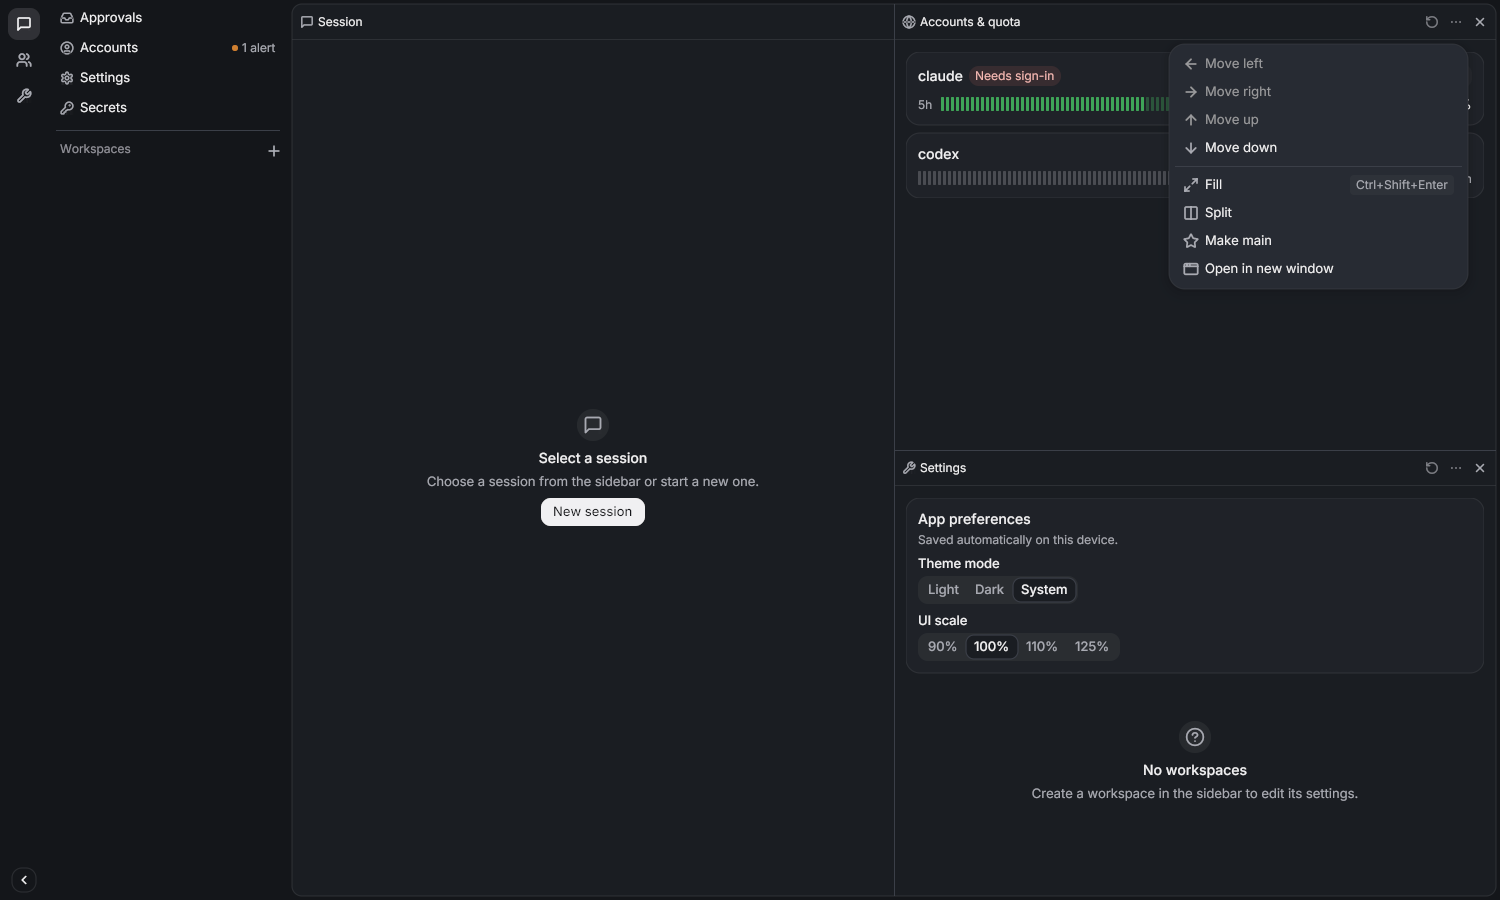 Approvals
Accounts
1 alert
Settings
Secrets
Workspaces
Session
Select a session
Choose a session from the sidebar or start a new one.
New session
Accounts & quota
claude
Needs sign-in
5h
codex
Move left
Move right
Move up
Move down
Fill
Ctrl+Shift+Enter
Split
Make main
Open in new window
Settings
App preferences
Saved automatically on this device.
Theme mode
Light Dark System
UI scale
90% 100% 110% 125%
No workspaces
Create a workspace in the sidebar to edit its settings.